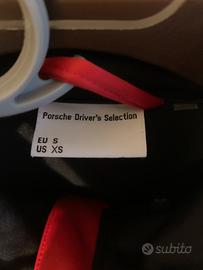 Porsche Driver's Selection
EU S
US XS
subito